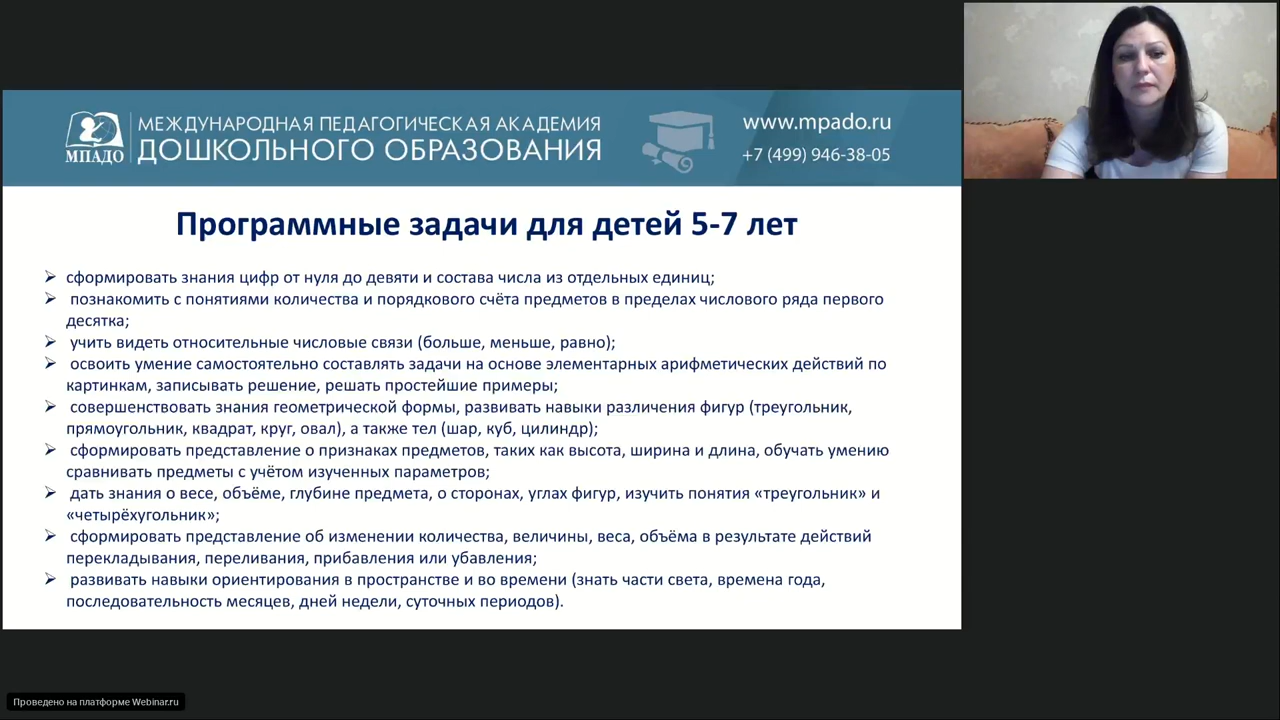 МПАДО
МЕЖДУНАРОДНАЯ ПЕДАГОГИЧЕСКАЯ АКАДЕМИЯ
ДОШКОЛЬНОГО ОБРАЗОВАНИЯ
www.mpado.ru
+7 (499) 946-38-05
Программные задачи для детей 5-7 лет
➢ сформировать знания цифр от нуля до девяти и состава числа из отдельных единиц;
➢ познакомить с понятиями количества и порядкового счёта предметов в пределах числового ряда первого
десятка;
➢ учить видеть относительные числовые связи (больше, меньше, равно);
➢ освоить умение самостоятельно составлять задачи на основе элементарных арифметических действий по
картинкам, записывать решение, решать простейшие примеры;
➢ совершенствовать знания геометрической формы, развивать навыки различения фигур (треугольник,
прямоугольник, квадрат, круг, овал), а также тел (шар, куб, цилиндр);
➢ сформировать представление о признаках предметов, таких как высота, ширина и длина, обучать умению
сравнивать предметы с учётом изученных параметров;
➢ дать знания о весе, объёме, глубине предмета, о сторонах, углах фигур, изучить понятия «треугольник» и
«четырёхугольник»;
➢ сформировать представление об изменении количества, величины, веса, объёма в результате действий
перекладывания, переливания, прибавления или убавления;
➢ развивать навыки ориентирования в пространстве и во времени (знать части света, времена года,
последовательность месяцев, дней недели, суточных периодов).
Проведено на платформе Webinar.ru